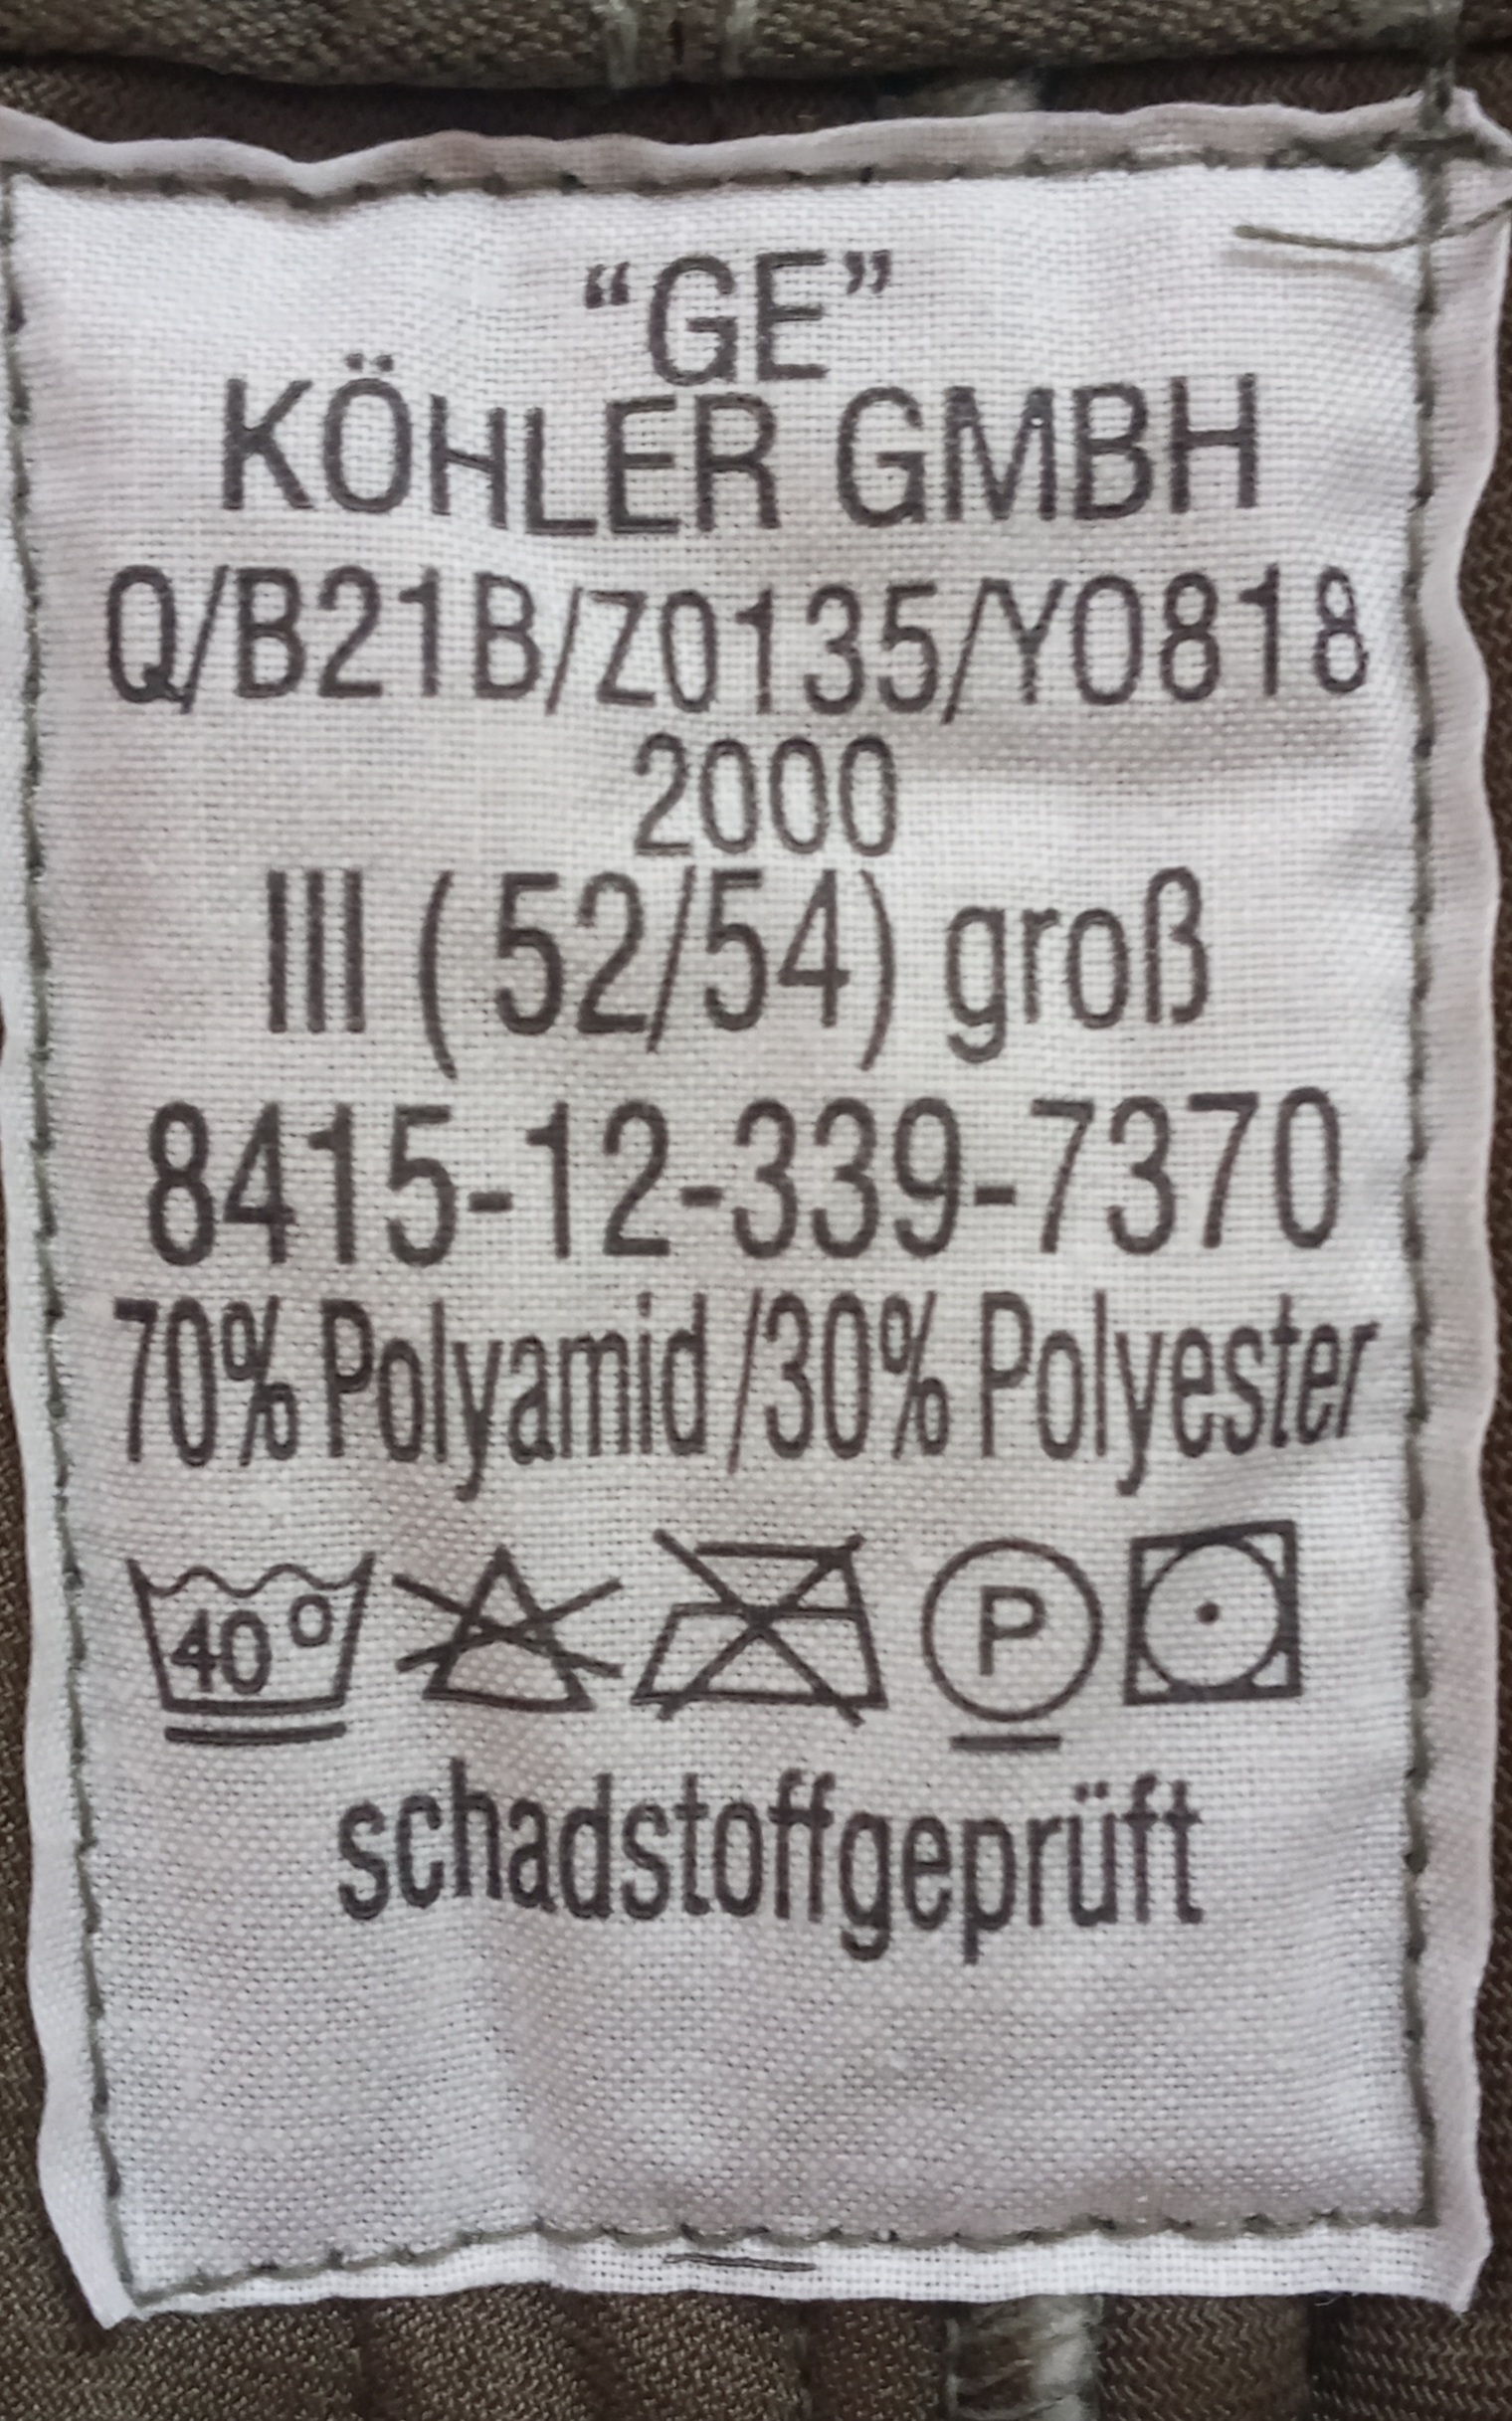 “GE”
KÖHLER GMBH
Q/B21B/Z0135/Y0818
2000
III ( 52/54) groß
8415-12-339-7370
70% Polyamid /30% Polyester
40° P
schadstoffgeprüft